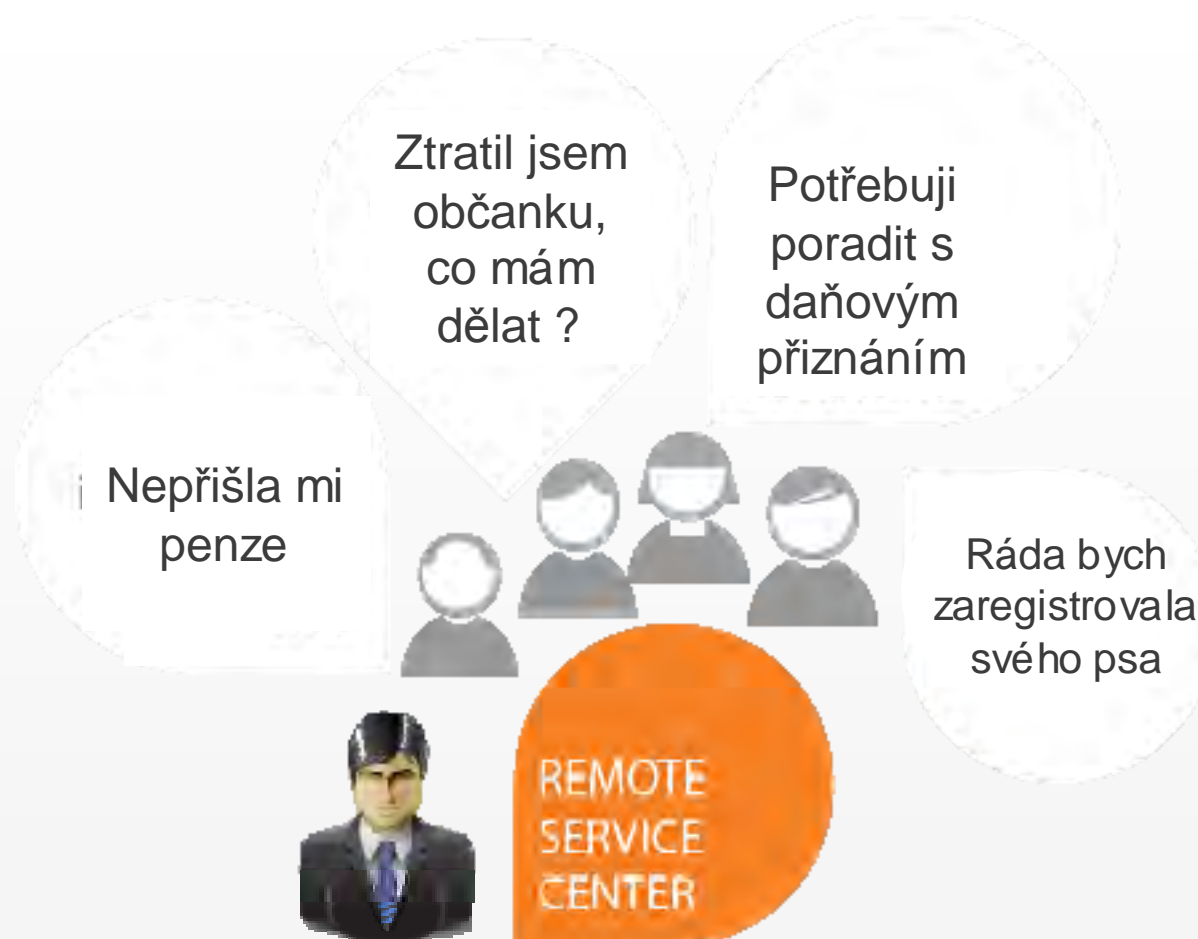 Ztratil jsem
občanku,
co mám
dělat ?
Potřebuji
poradit s
daňovým
přiznáním
Nepřišla mi
penze
Ráda bych
zaregistrovala
svého psa
REMOTE
SERVICE
CENTER